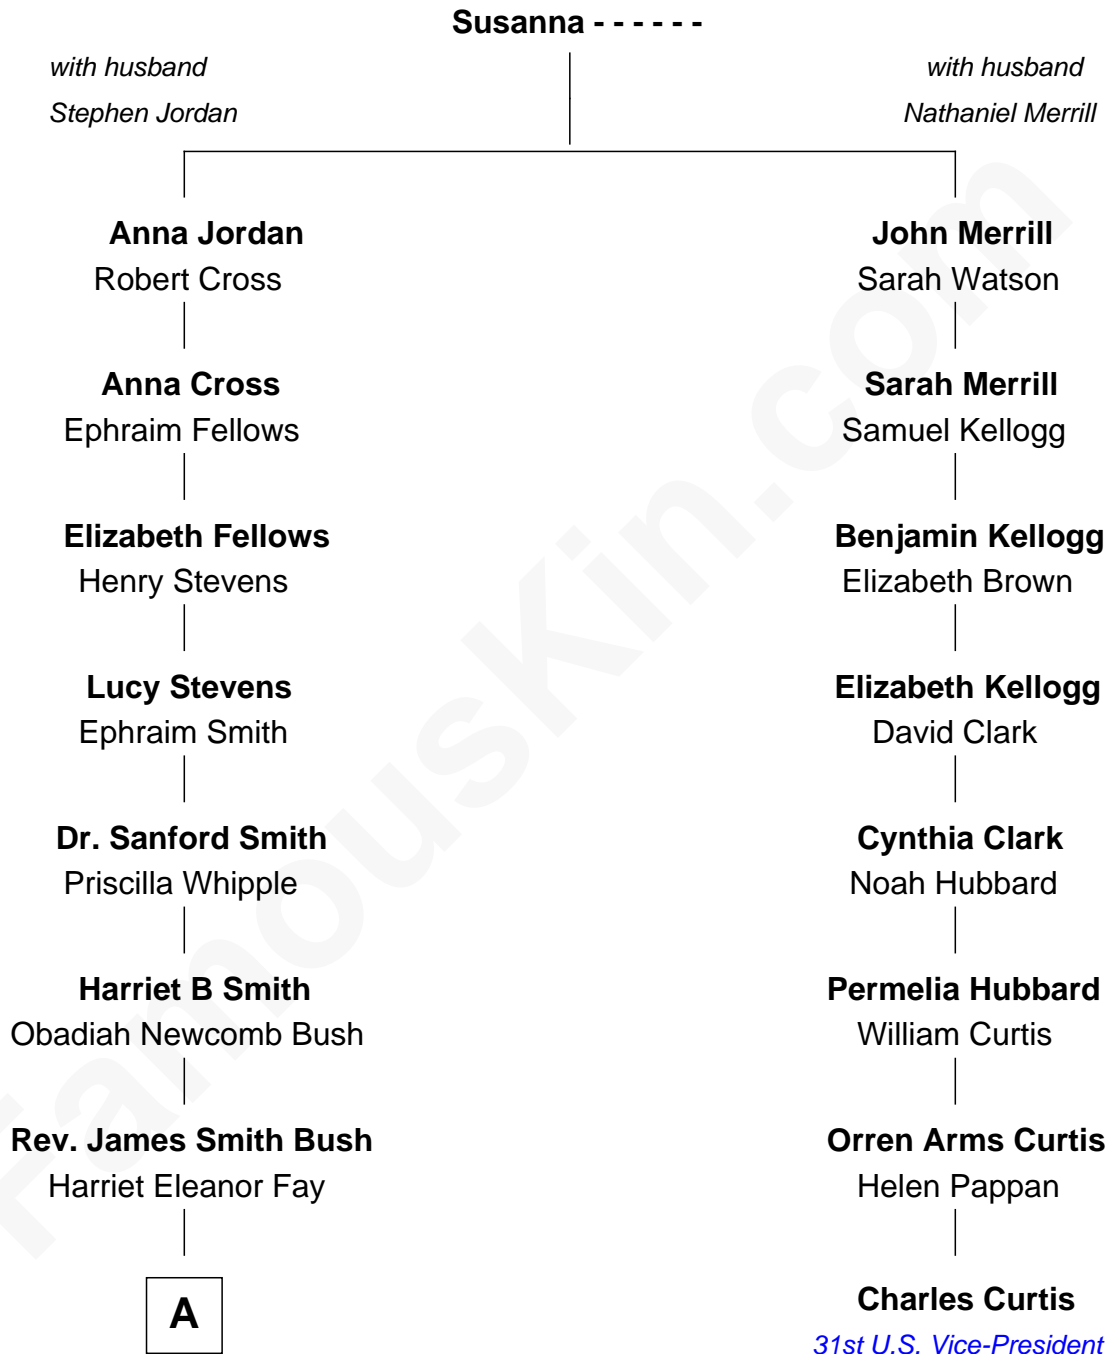 Susanna - - - - - -
with husband
Stephen Jordan
with husband
Nathaniel Merrill
Anna Jordan
Robert Cross
John Merrill
Sarah Watson
Anna Cross
Ephraim Fellows
Sarah Merrill
Samuel Kellogg
Elizabeth Fellows
Henry Stevens
Benjamin Kellogg
Elizabeth Brown
Lucy Stevens
Ephraim Smith
Elizabeth Kellogg
David Clark
Dr. Sanford Smith
Priscilla Whipple
Cynthia Clark
Noah Hubbard
Harriet B Smith
Obadiah Newcomb Bush
Permelia Hubbard
William Curtis
Rev. James Smith Bush
Harriet Eleanor Fay
Orren Arms Curtis
Helen Pappan
A
Charles Curtis
31st U.S. Vice-President
FamousKin.com